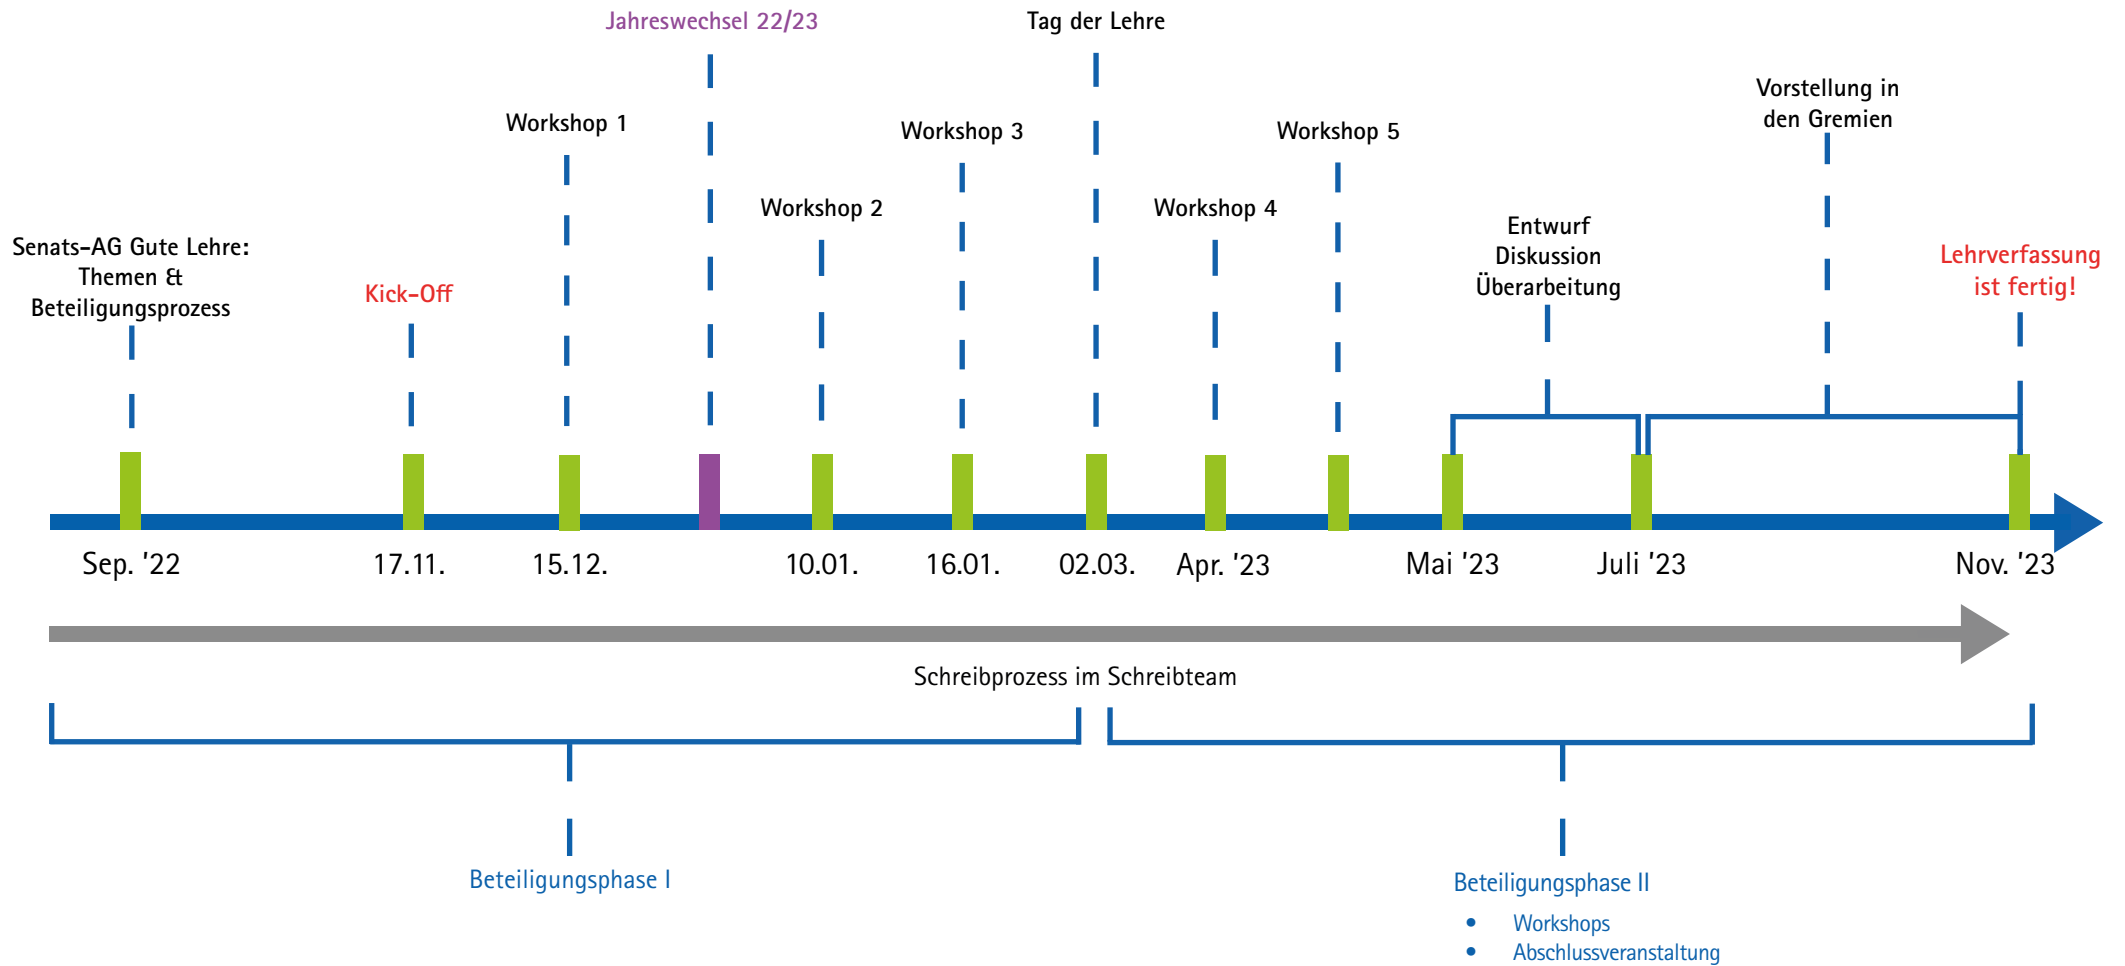 Jahreswechsel 22/23
Tag der Lehre
Vorstellung in
den Gremien
Workshop 1
Workshop 3
Workshop 5
Workshop 2
Workshop 4
Entwurf
Diskussion
Überarbeitung
Senats-AG Gute Lehre:
Themen &
Beteiligungsprozess
Kick-Off
Lehrverfassung
ist fertig!
Sep. '22
17.11.
15.12.
10.01.
16.01.
02.03.
Apr. '23
Mai '23
Juli '23
Nov. '23
Schreibprozess im Schreibteam
Beteiligungsphase I
Beteiligungsphase II
• Workshops
• Abschlussveranstaltung